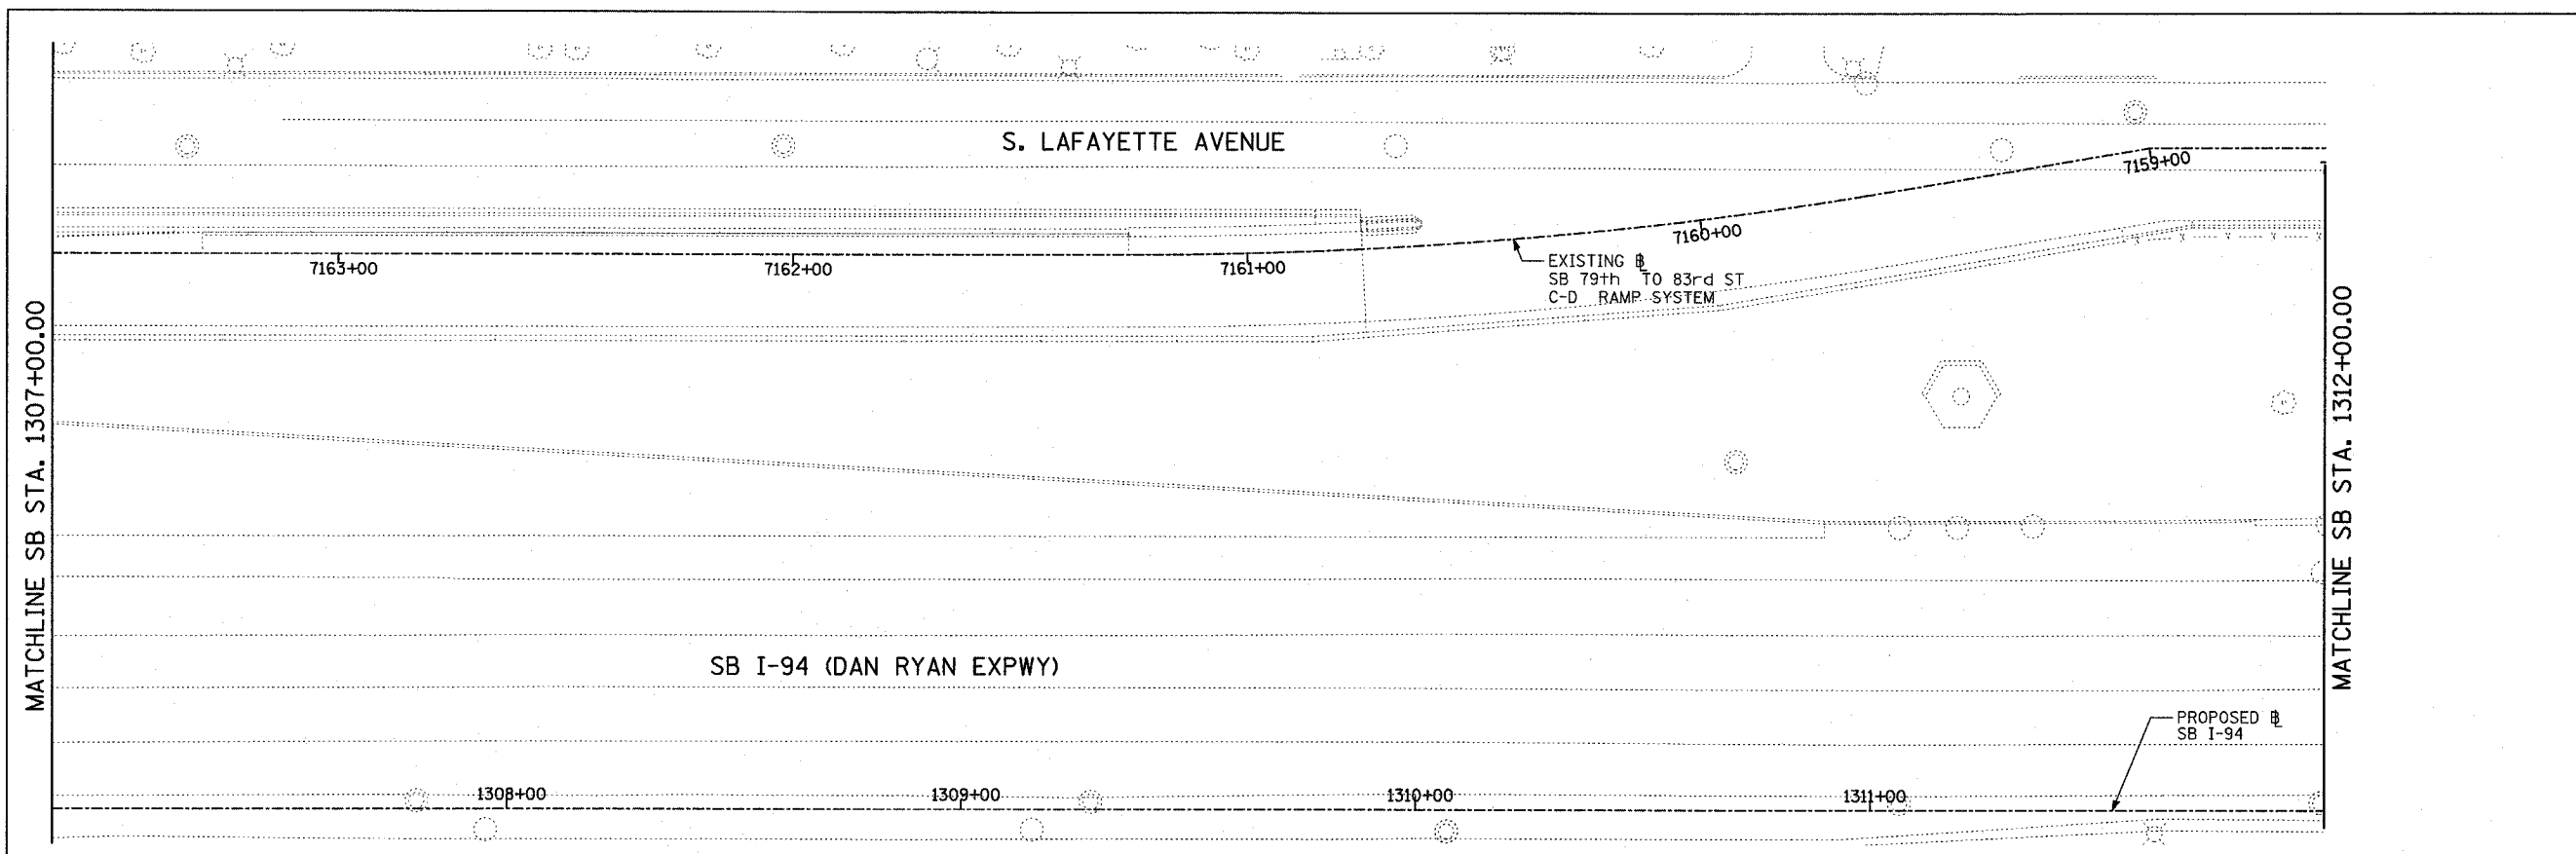 S. LAFAYETTE AVENUE
7159+00
7160+00
7163+00
7162+00
7161+00
EXISTING ℄
SB 79th TO 83rd ST
C-D RAMP SYSTEM
MATCHLINE SB STA. 1307+00.00
MATCHLINE SB STA. 1312+00.00
SB I-94 (DAN RYAN EXPWY)
PROPOSED ℄
SB I-94
1308+00
1309+00
1310+00
1311+00